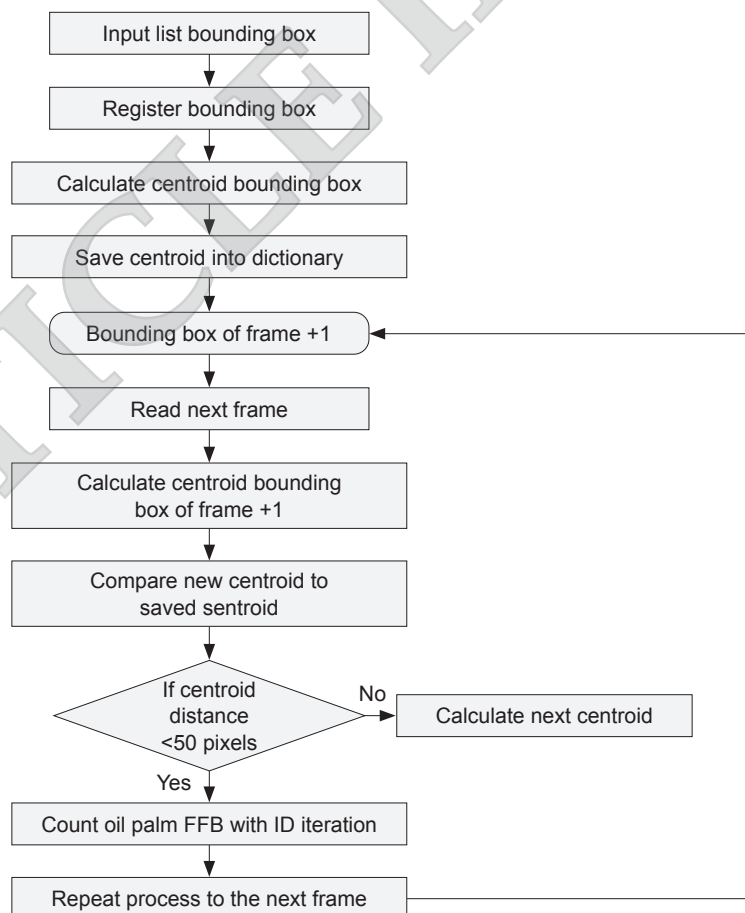 Input list bounding box
Register bounding box
Calculate centroid bounding box
Save centroid into dictionary
Bounding box of frame +1
Read next frame
Calculate centroid bounding
box of frame +1
Compare new centroid to
saved sentroid
If centroid
distance
<50 pixels
No
Calculate next centroid
Yes
Count oil palm FFB with ID iteration
Repeat process to the next frame